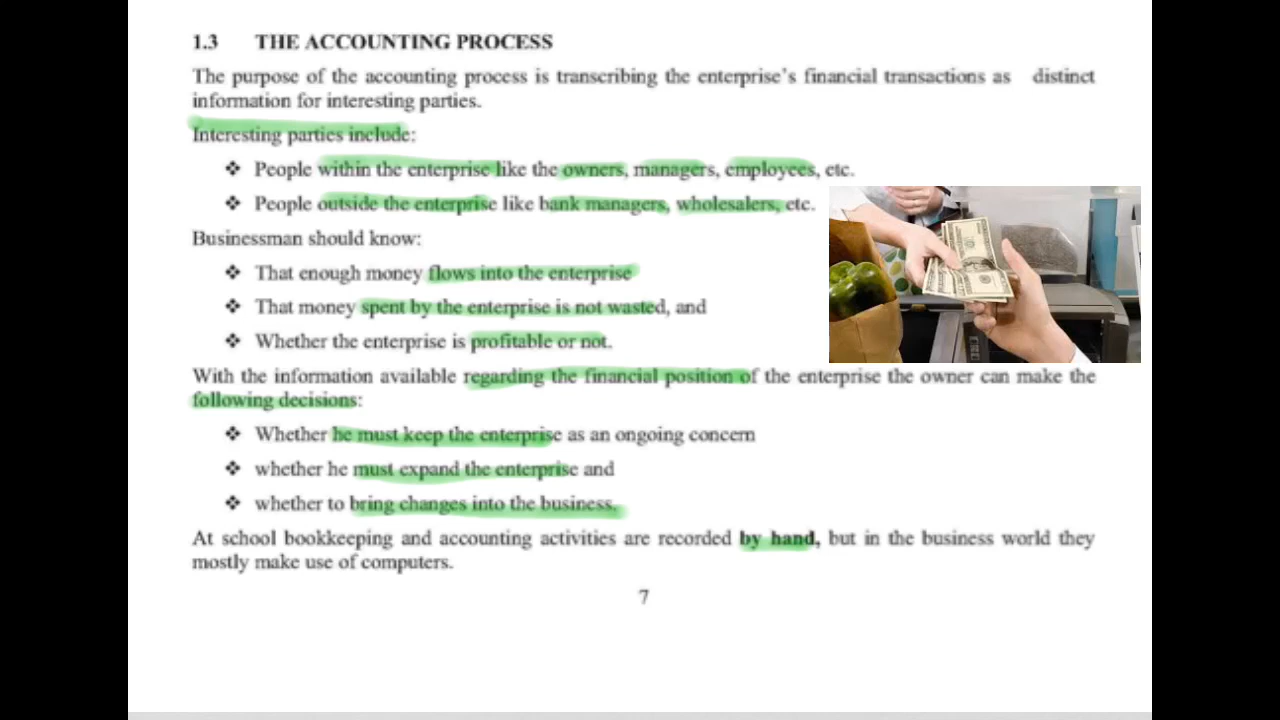 1.3 THE ACCOUNTING PROCESS
The purpose of the accounting process is transcribing the enterprise's financial transactions as distinct
information for interesting parties.
Interesting parties include:
❖ People within the enterprise like the owners, managers, employees, etc.
❖ People outside the enterprise like bank managers, wholesalers, etc.
Businessman should know:
❖ That enough money flows into the enterprise
❖ That money spent by the enterprise is not wasted, and
❖ Whether the enterprise is profitable or not.
With the information available regarding the financial position of the enterprise the owner can make the
following decisions:
❖ Whether he must keep the enterprise as an ongoing concern
❖ whether he must expand the enterprise and
❖ whether to bring changes into the business.
At school bookkeeping and accounting activities are recorded by hand, but in the business world they
mostly make use of computers.
7